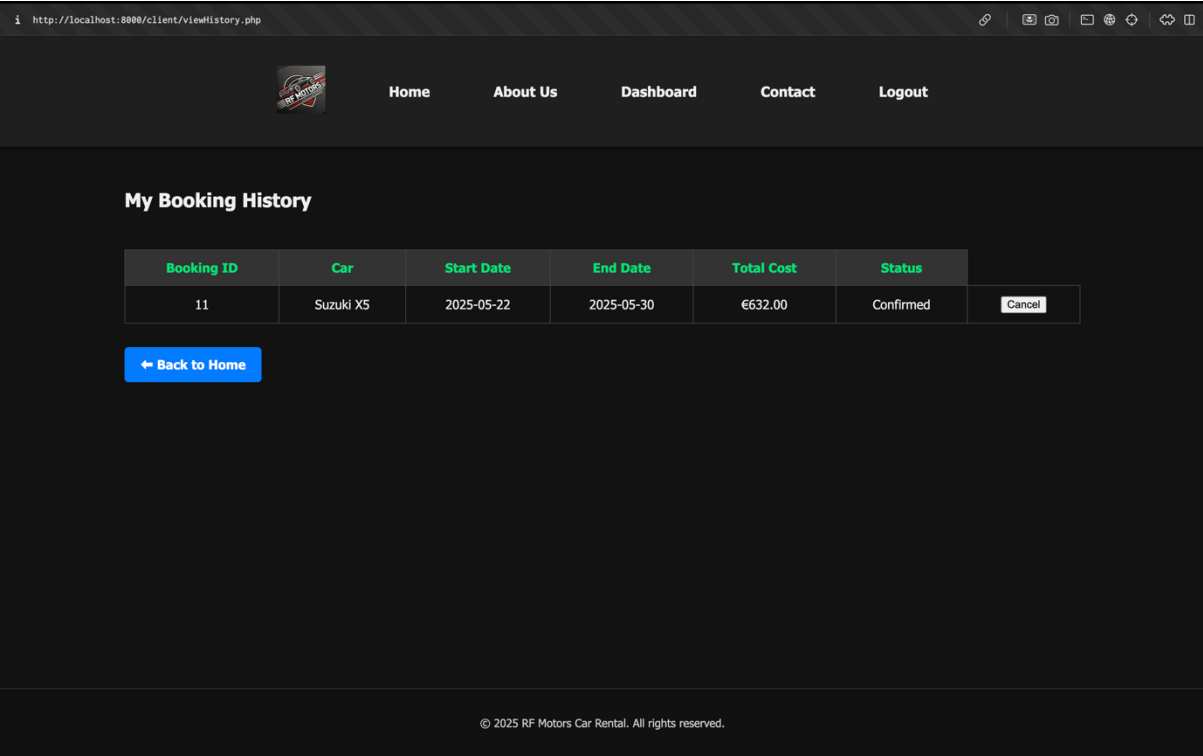 http://localhost:8000/client/viewHistory.php
RF MOTORS
Home About Us Dashboard Contact Logout
My Booking History
Booking ID Car Start Date End Date Total Cost Status
11 Suzuki X5 2025-05-22 2025-05-30 €632.00 Confirmed Cancel
⬅ Back to Home
© 2025 RF Motors Car Rental. All rights reserved.